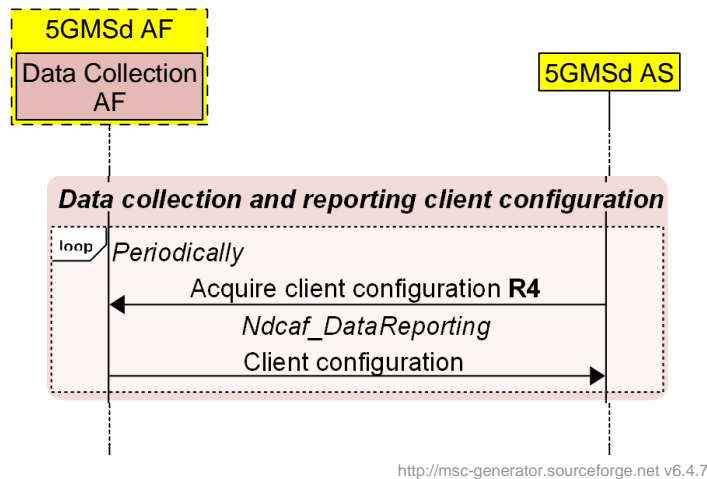 5GMSd AF
Data Collection
AF
5GMSd AS
Data collection and reporting client configuration
loop
Periodically
Acquire client configuration R4
Ndcaf_DataReporting
Client configuration
http://msc-generator.sourceforge.net v6.4.7